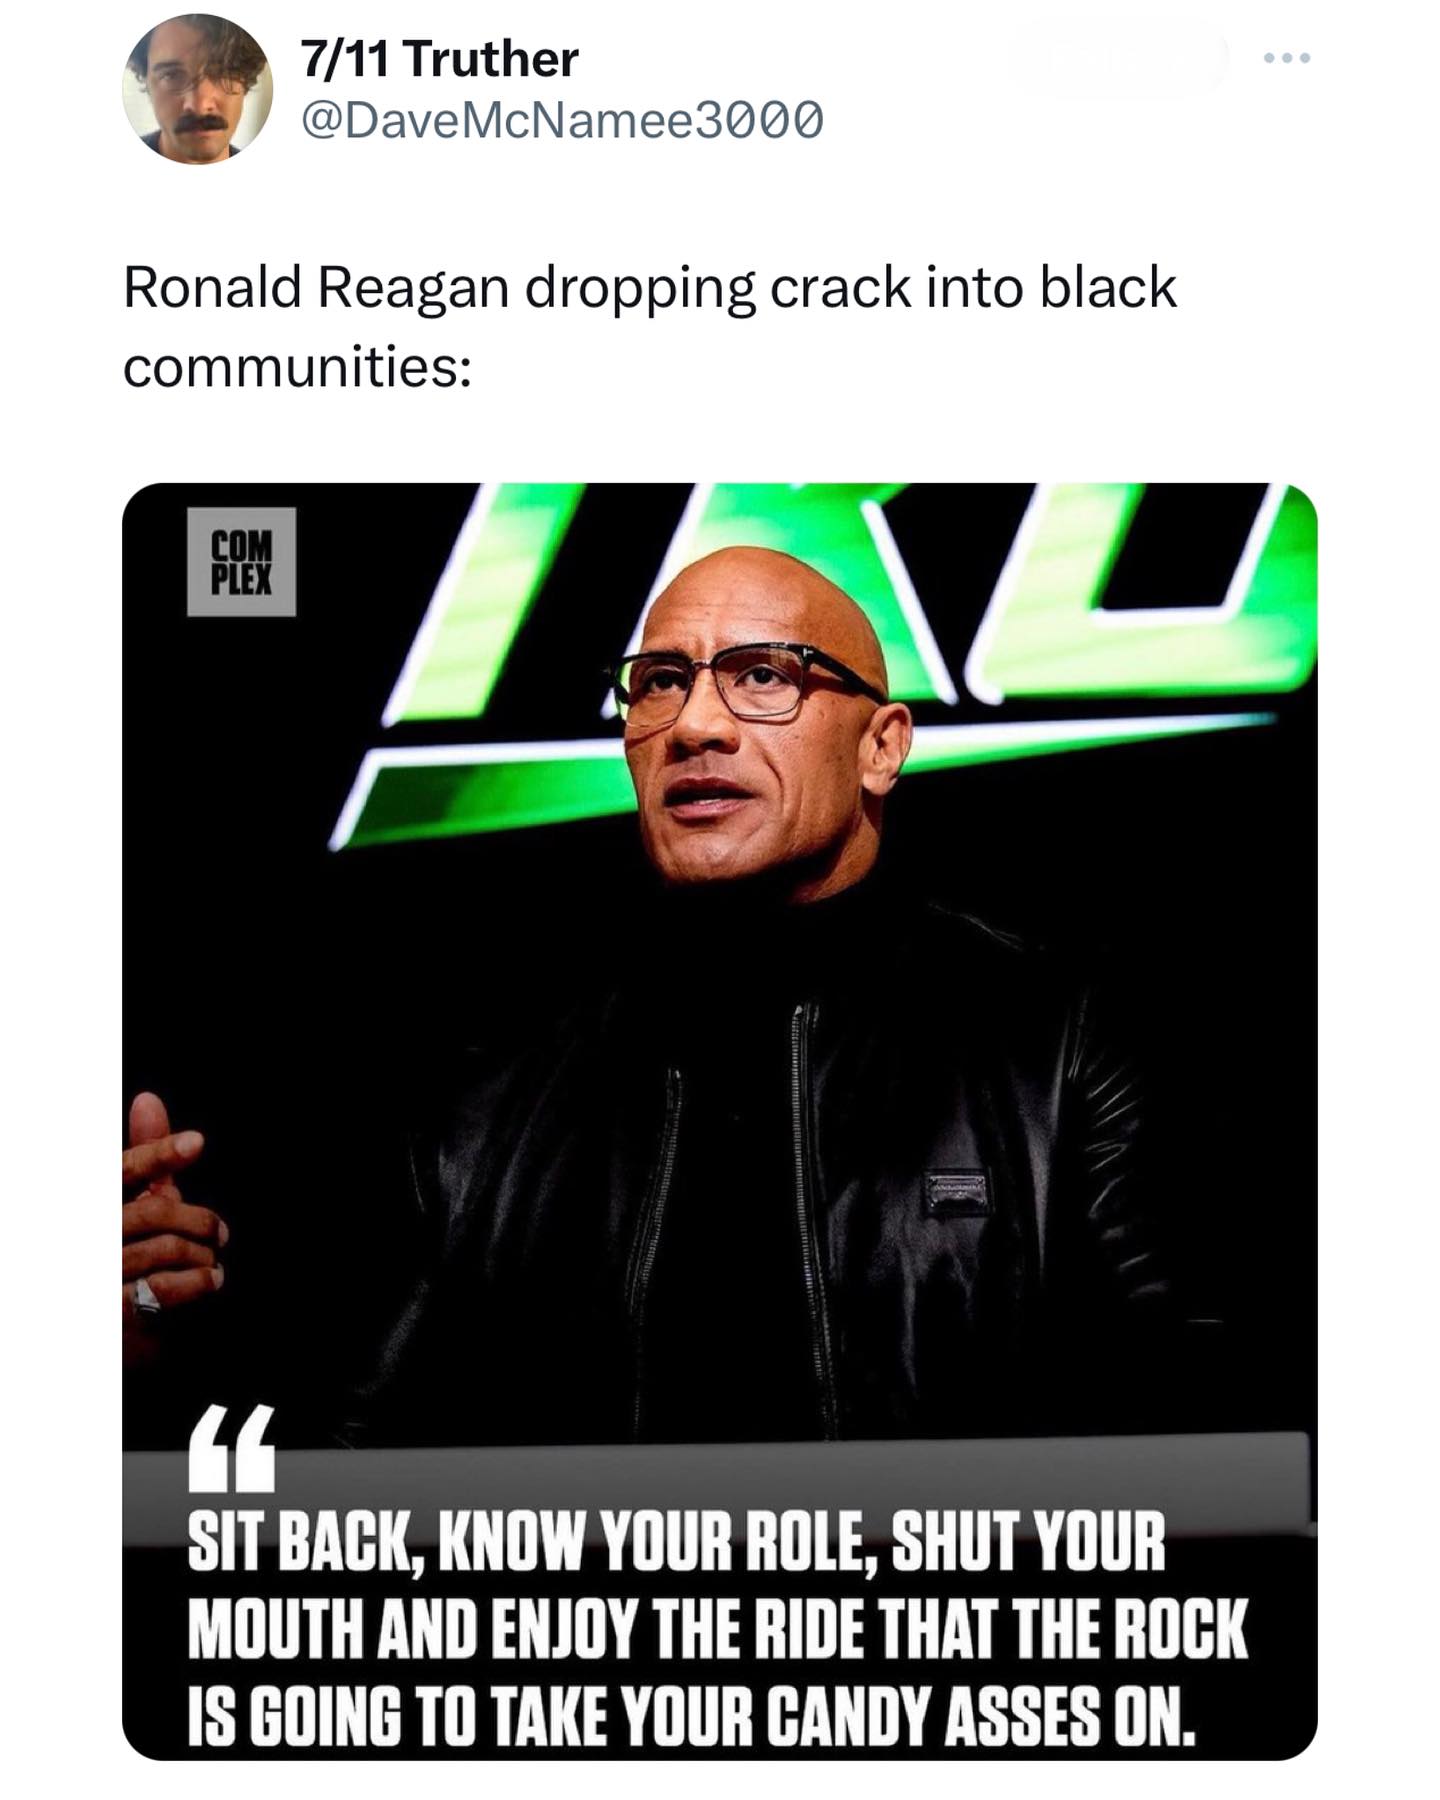 7/11 Truther
@DaveMcNamee3000
Ronald Reagan dropping crack into black
communities:
COM
PLEX
“
SIT BACK, KNOW YOUR ROLE, SHUT YOUR
MOUTH AND ENJOY THE RIDE THAT THE ROCK
IS GOING TO TAKE YOUR CANDY ASSES ON.